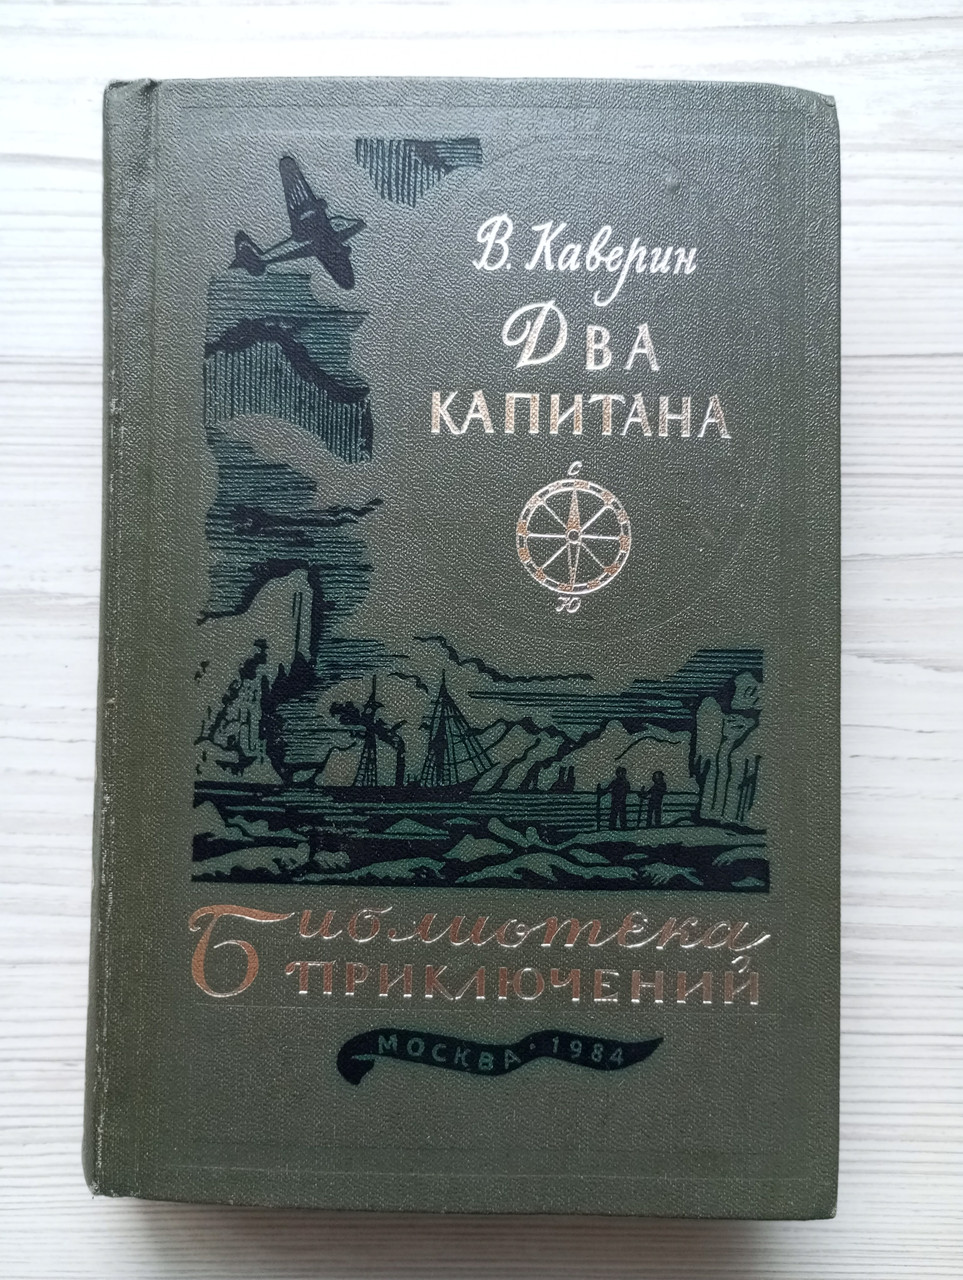 В. Каверин
Два
КАПИТАНА
С
Ю
Библиотека
ПРИКЛЮЧЕНИЙ
МОСКВА · 1984